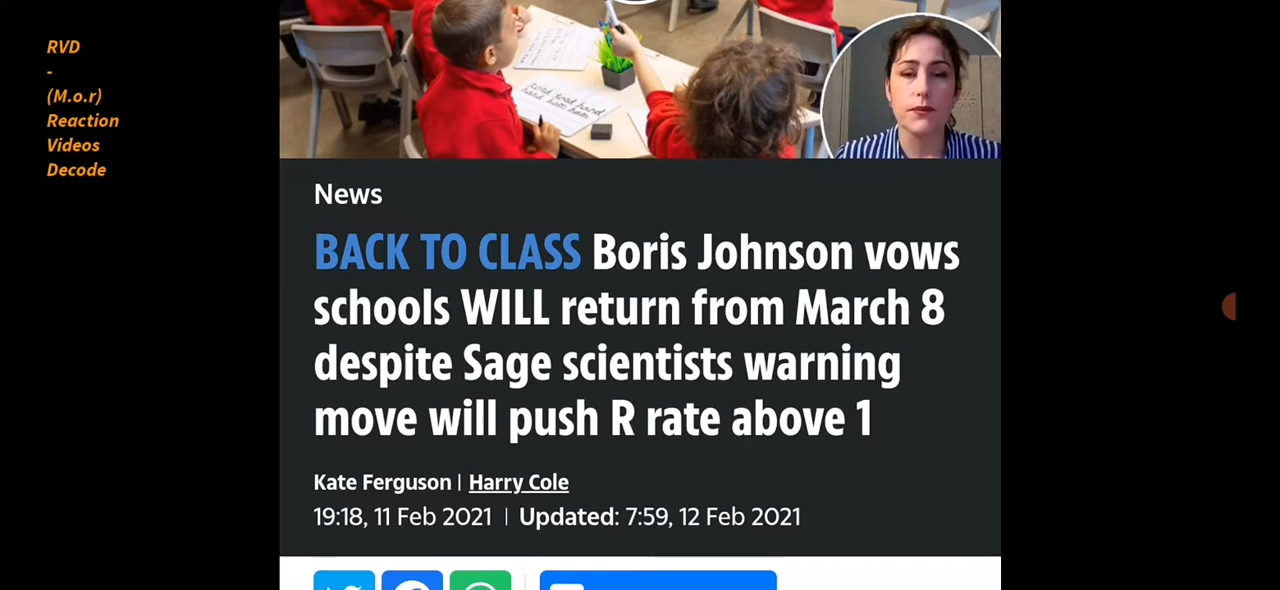 RVD
-
(M.o.r)
Reaction
Videos
Decode
News
BACK TO CLASS Boris Johnson vows
schools WILL return from March 8
despite Sage scientists warning
move will push R rate above 1
Kate Ferguson | Harry Cole
19:18, 11 Feb 2021 | Updated: 7:59, 12 Feb 2021